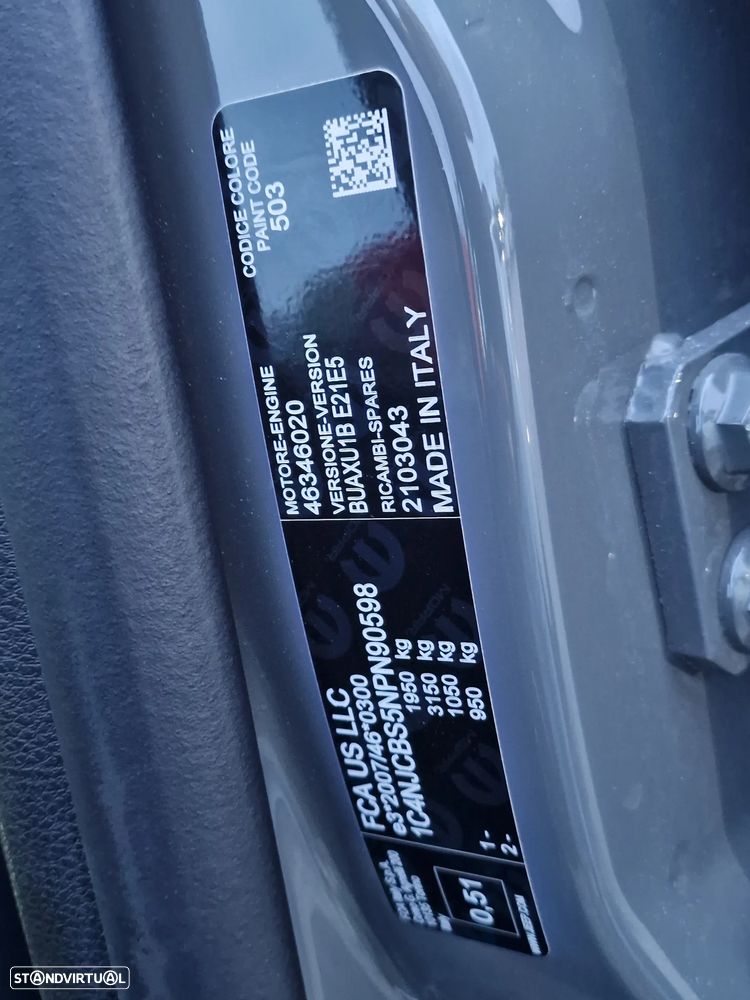 FCA US LLC
e3*2007/46*0300
1C4NJCBS5NPN90598
1950 kg
3150 kg
1- 1050 kg
2- 950 kg
0,51
MOTORE-ENGINE
46346020
VERSIONE-VERSION
BUAXU1B E21E5
RICAMBI-SPARES
2103043
MADE IN ITALY
CODICE COLORE
PAINT CODE
503
STANDVIRTUAL